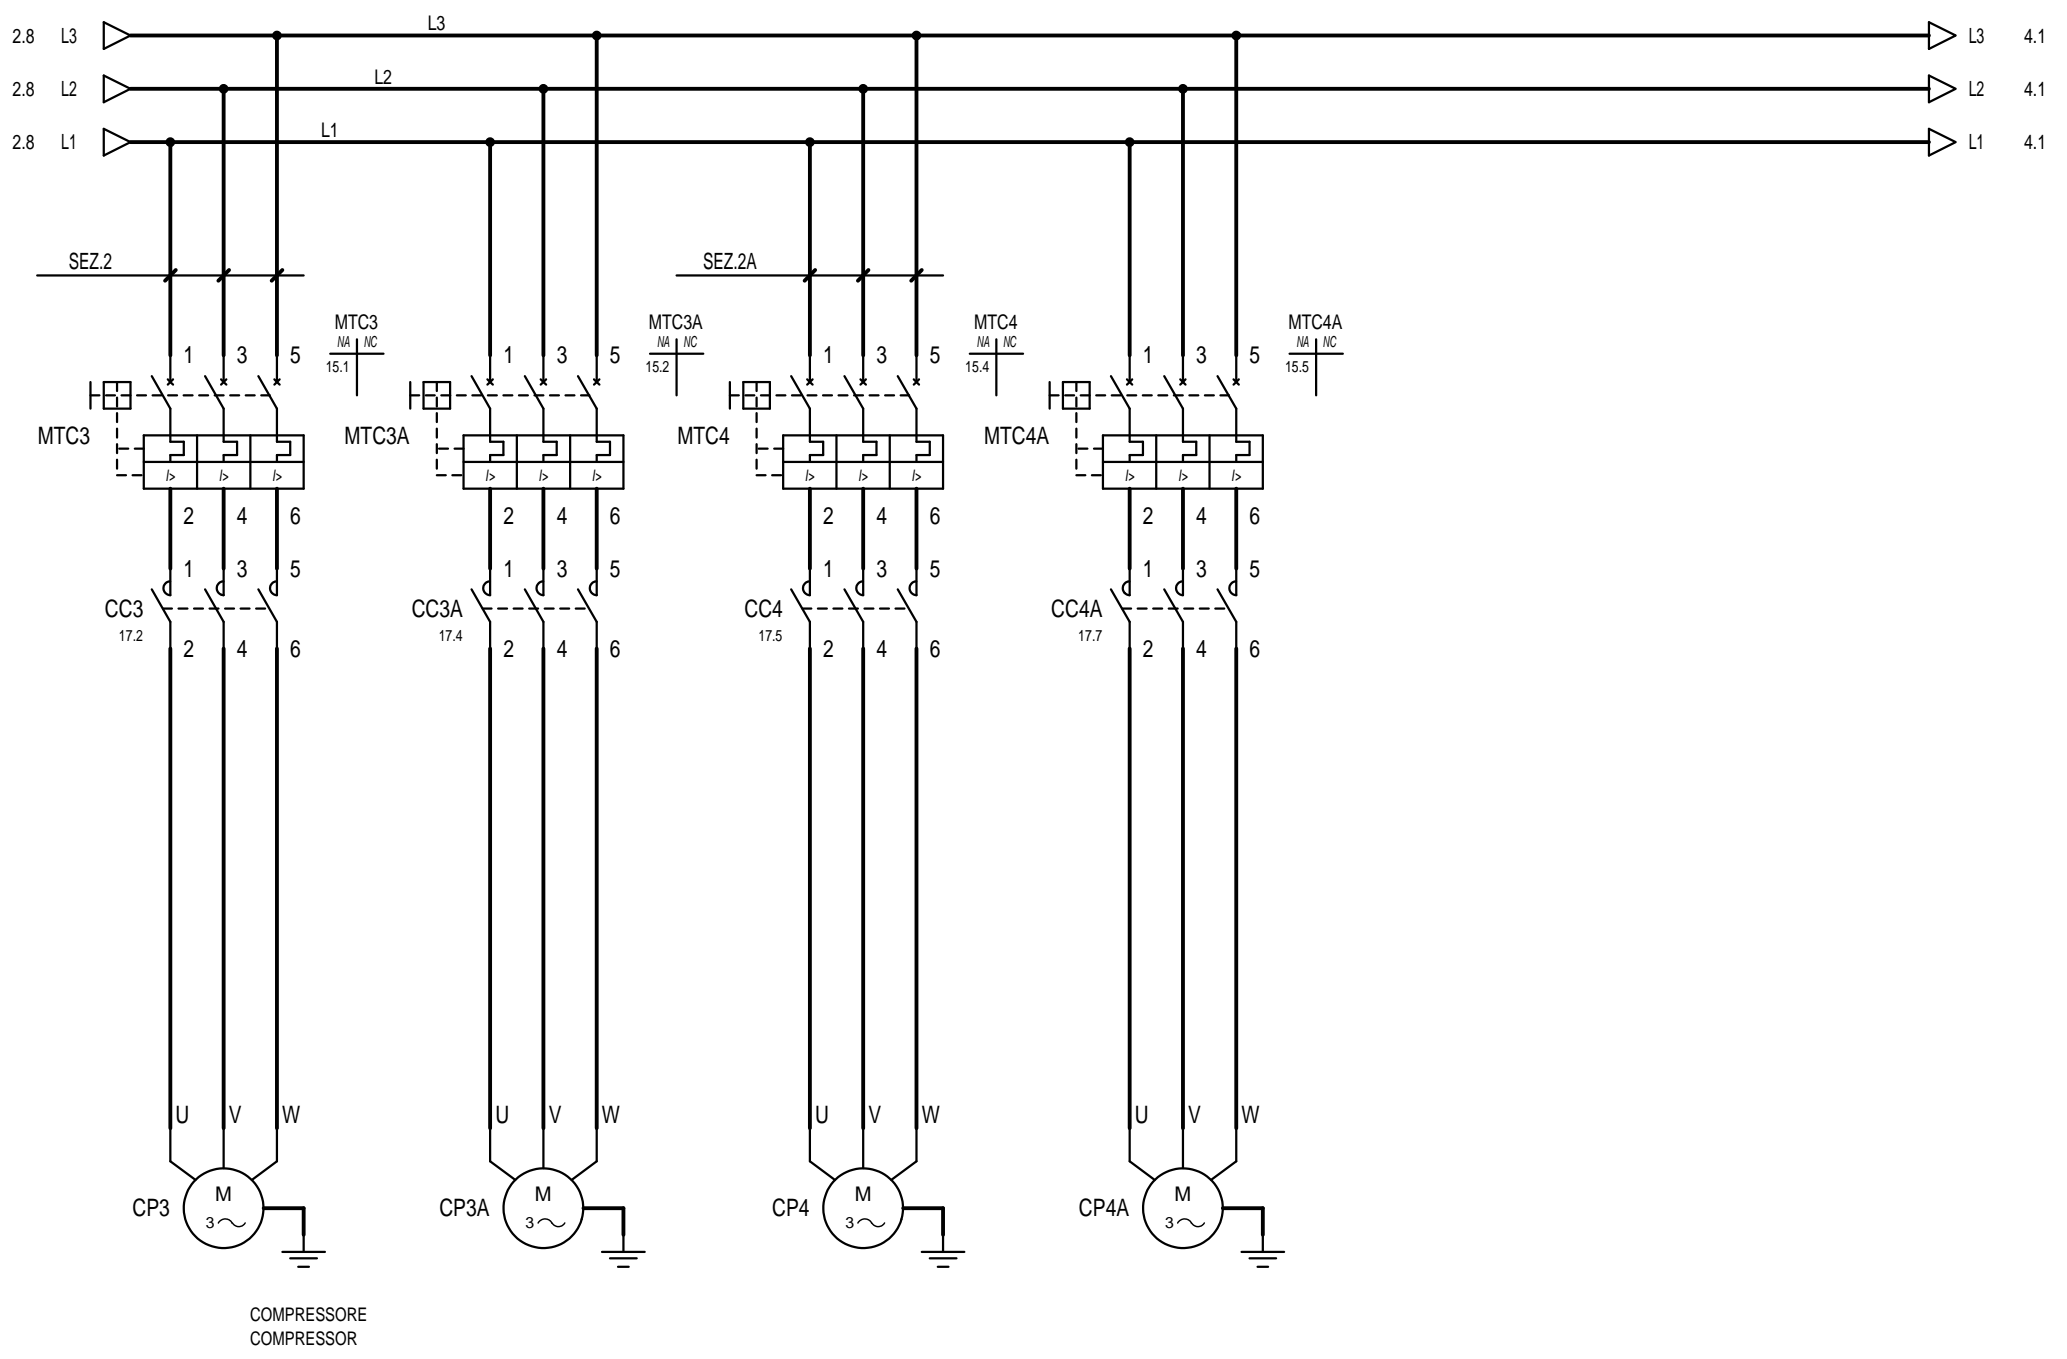 L3
2.8 L3 L3 4.1
L2
2.8 L2 L2 4.1
L1
2.8 L1 L1 4.1
SEZ.2 SEZ.2A
MTC3 MTC3A MTC4 MTC4A
NA NC NA NC NA NC NA NC
1 3 5 1 3 5 1 3 5 1 3 5
15.1 15.2 15.4 15.5
MTC3 MTC3A MTC4 MTC4A
I> I> I> I> I> I> I> I> I> I> I> I>
2 4 6 2 4 6 2 4 6 2 4 6
1 3 5 1 3 5 1 3 5 1 3 5
CC3 CC3A CC4 CC4A
17.2 17.4 17.5 17.7
2 4 6 2 4 6 2 4 6 2 4 6
U V W U V W U V W U V W
M M M M
CP3 CP3A CP4 CP4A
3 3 3 3
COMPRESSORE
COMPRESSOR